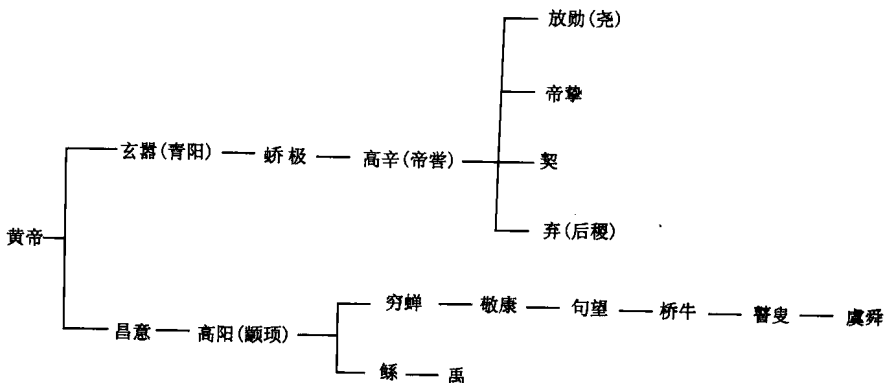 放勋(尧)
帝挚
玄嚣(青阳)
蚕极
高辛(帝喾)
契
弃(后稷)
黄帝
昌意
高阳(颛顼)
穷蝉
敬康
句望
桥牛
瞽叟
虞舜
鲧
禹